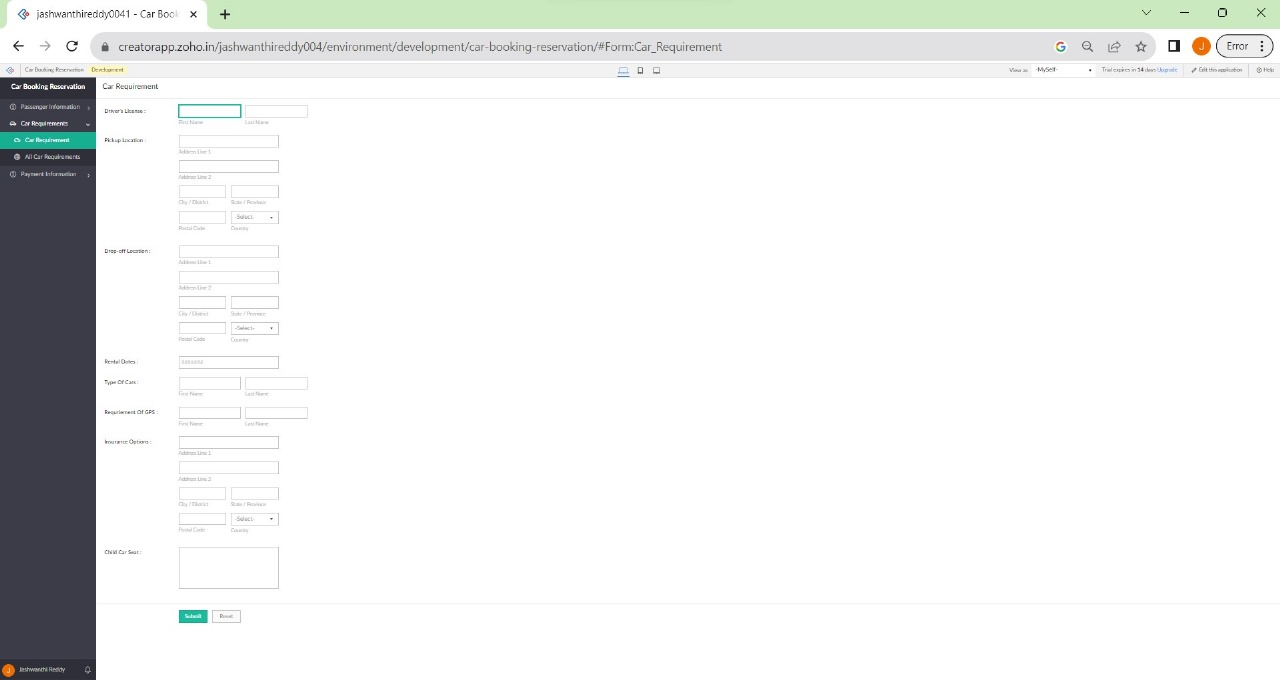 jashwanthireddy0041 - Car Book
creatorapp.zoho.in/jashwanthireddy004/environment/development/car-booking-reservation/#Form:Car_Requirement
J
Error
Car Booking Reservation
Development
View as
-MySelf-
Trial expires in 14 days Upgrade
Edit this application
Help
Car Booking Reservation
Passenger Information
Car Requirements
Car Requirement
All Car Requirements
Payment Information
Car Requirement
Driver's License :
First Name
Last Name
Pickup Location :
Address Line 1
Address Line 2
City / District
State / Province
-Select-
Postal Code
Country
Drop-off Location :
Address Line 1
Address Line 2
City / District
State / Province
-Select-
Postal Code
Country
Rental Dates :
########
Type Of Cars :
First Name
Last Name
Requriement Of GPS :
First Name
Last Name
Insurance Options :
Address Line 1
Address Line 2
City / District
State / Province
-Select-
Postal Code
Country
Child Car Seat :
Submit
Reset
J
Jashwanthi Reddy